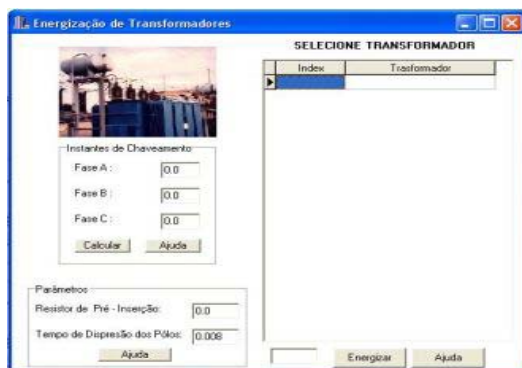 Energização de Transformadores
SELECIONE TRANSFORMADOR
Index Trasformador
Instantes de Chaveamento
Fase A : 0.0
Fase B : 0.0
Fase C : 0.0
Calcular Ajuda
Parâmetros
Resistor de Pré - Inserção: 0.0
Tempo de Dispresão dos Pólos: 0.008
Ajuda
Energizar Ajuda